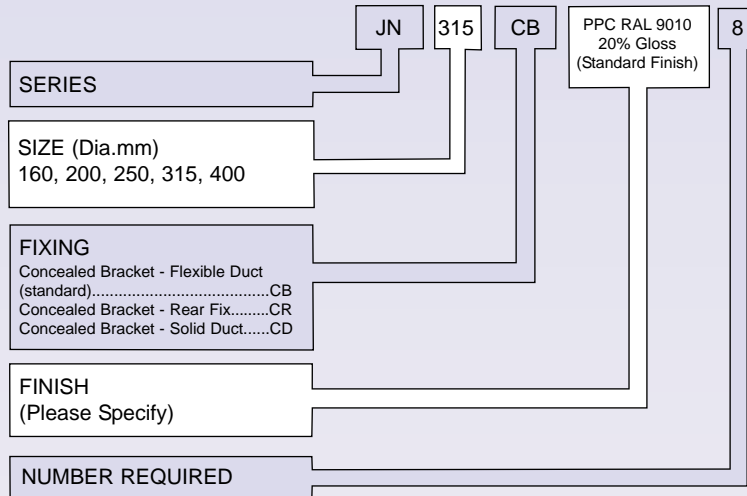 JN 315 CB PPC RAL 9010 8
20% Gloss
(Standard Finish)
SERIES
SIZE (Dia.mm)
160, 200, 250, 315, 400
FIXING
Concealed Bracket - Flexible Duct
(standard)........................................CB
Concealed Bracket - Rear Fix.........CR
Concealed Bracket - Solid Duct......CD
FINISH
(Please Specify)
NUMBER REQUIRED